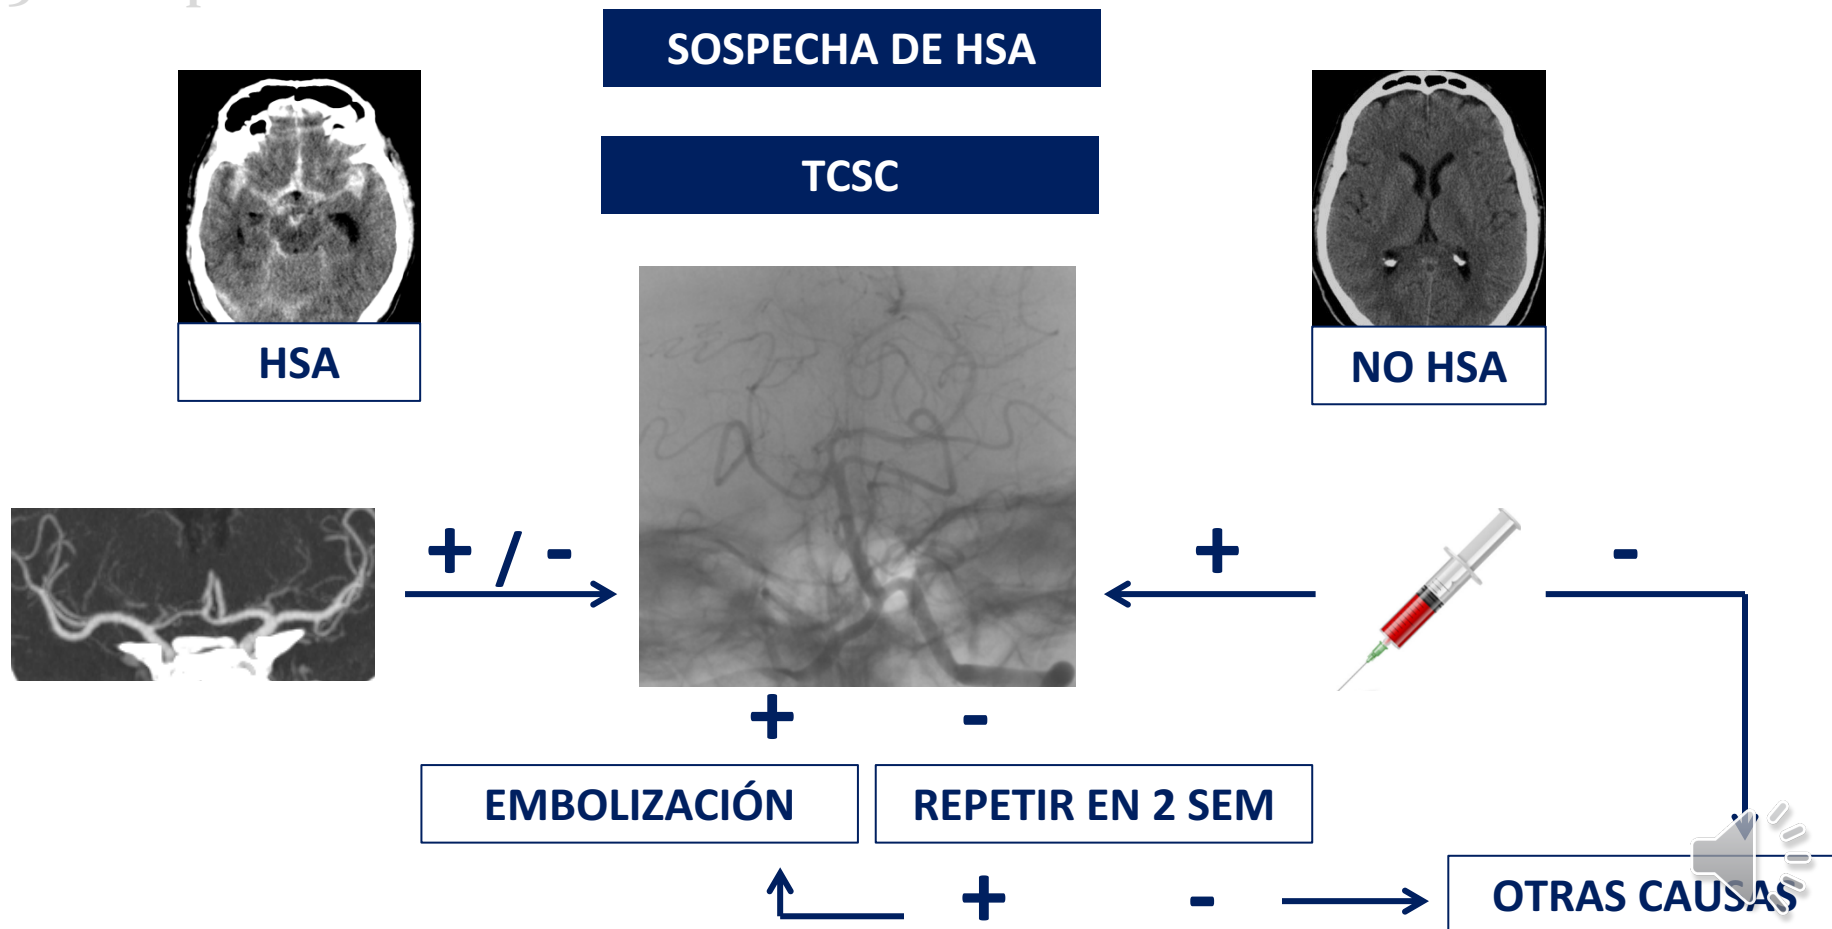 SOSPECHA DE HSA
TCSC
HSA
NO HSA
+ / -
+
-
+
-
EMBOLIZACIÓN
REPETIR EN 2 SEM
+
-
OTRAS CAUSAS